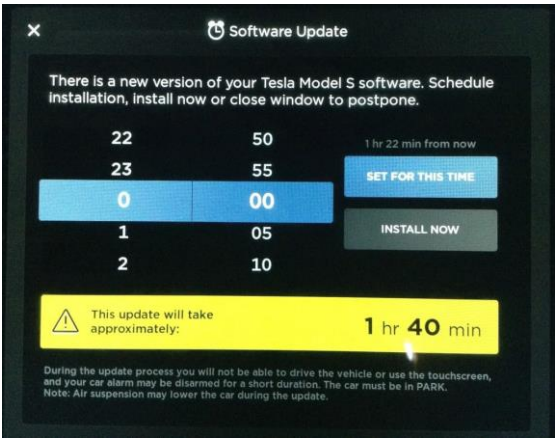 × Software Update
There is a new version of your Tesla Model S software. Schedule
installation, install now or close window to postpone.
22 50
1 hr 22 min from now
23 55
SET FOR THIS TIME
0 00
INSTALL NOW
1 05
2 10
This update will take
approximately:
1 hr 40 min
During the update process you will not be able to drive the vehicle or use the touchscreen,
and your car alarm may be disarmed for a short duration. The car must be in PARK.
Note: Air suspension may lower the car during the update.